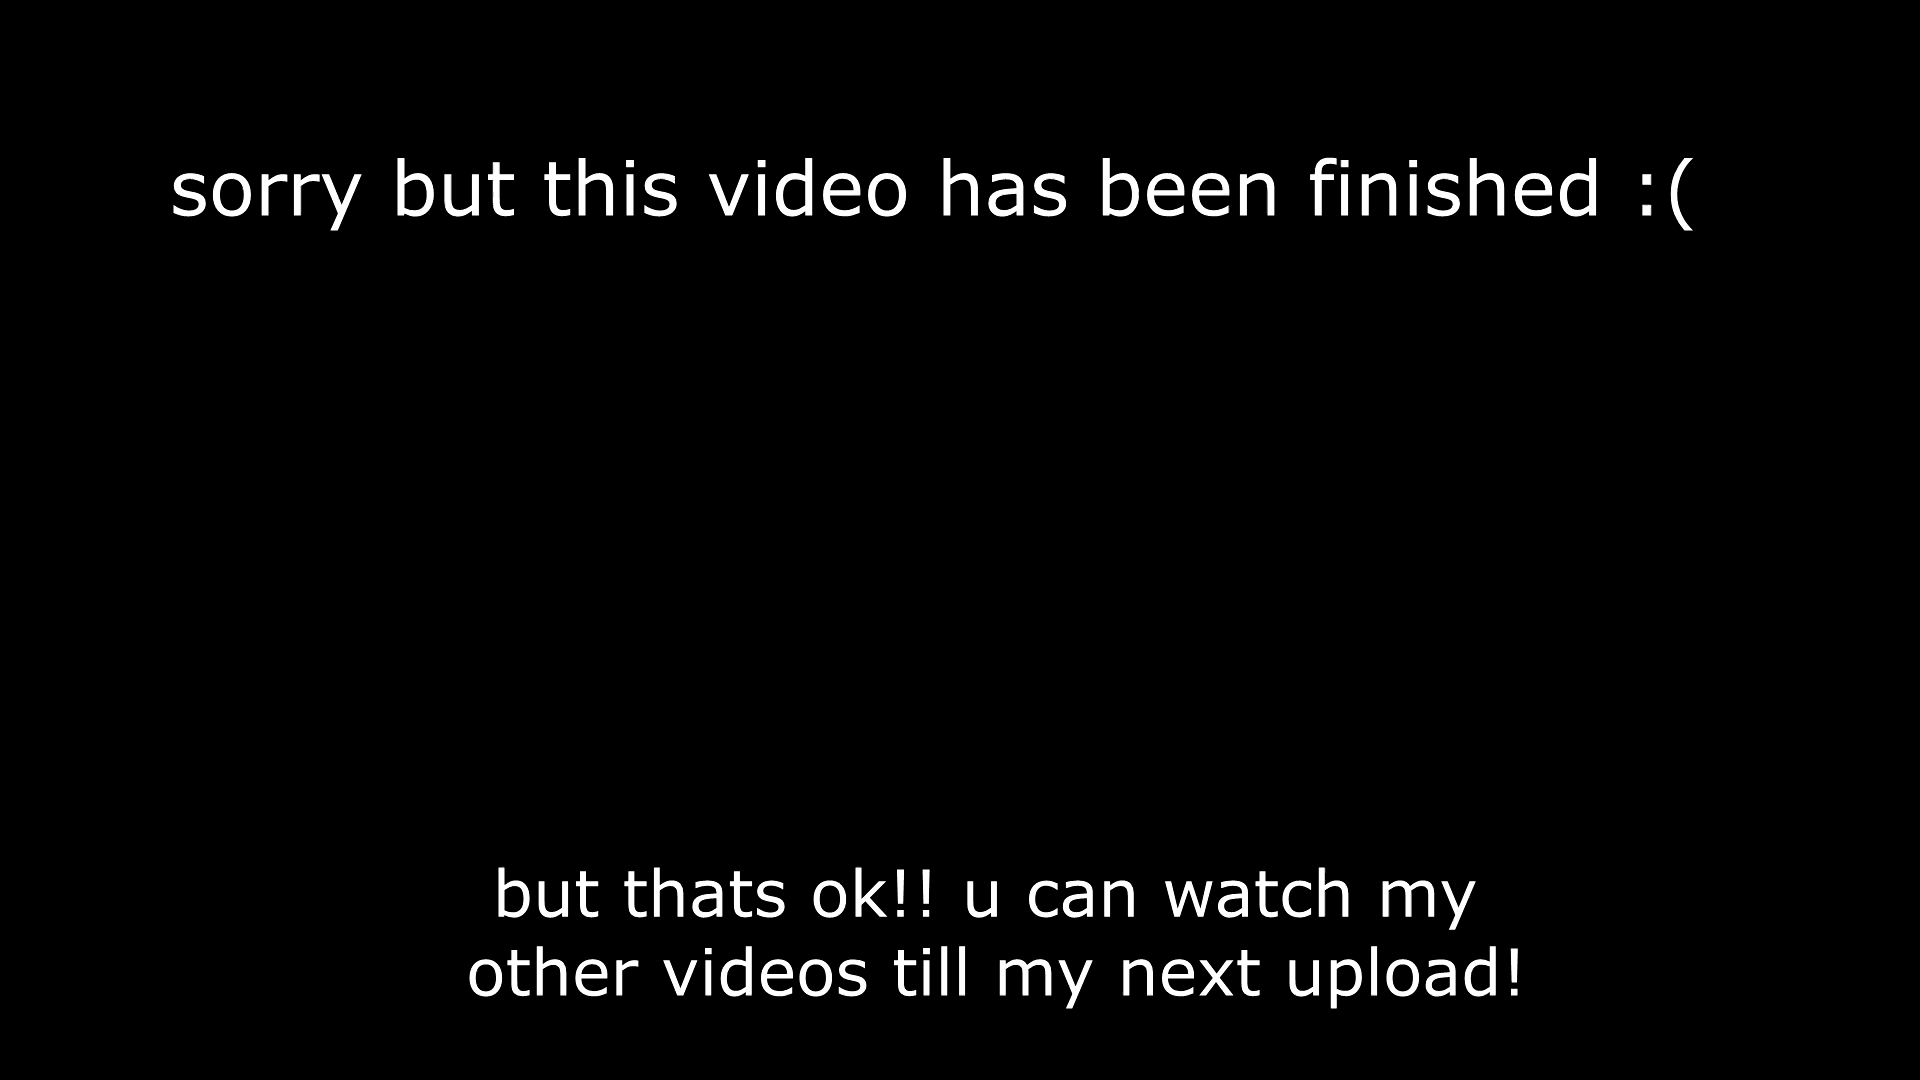 sorry but this video has been finished :(
but thats ok!! u can watch my
other videos till my next upload!